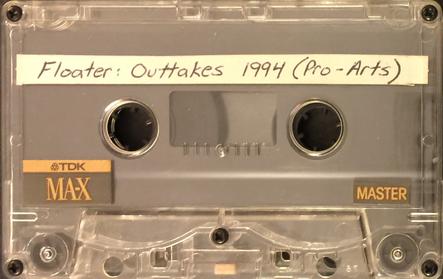 Floater: Outtakes 1994 (Pro-Arts)
TDK
MA-X
MASTER